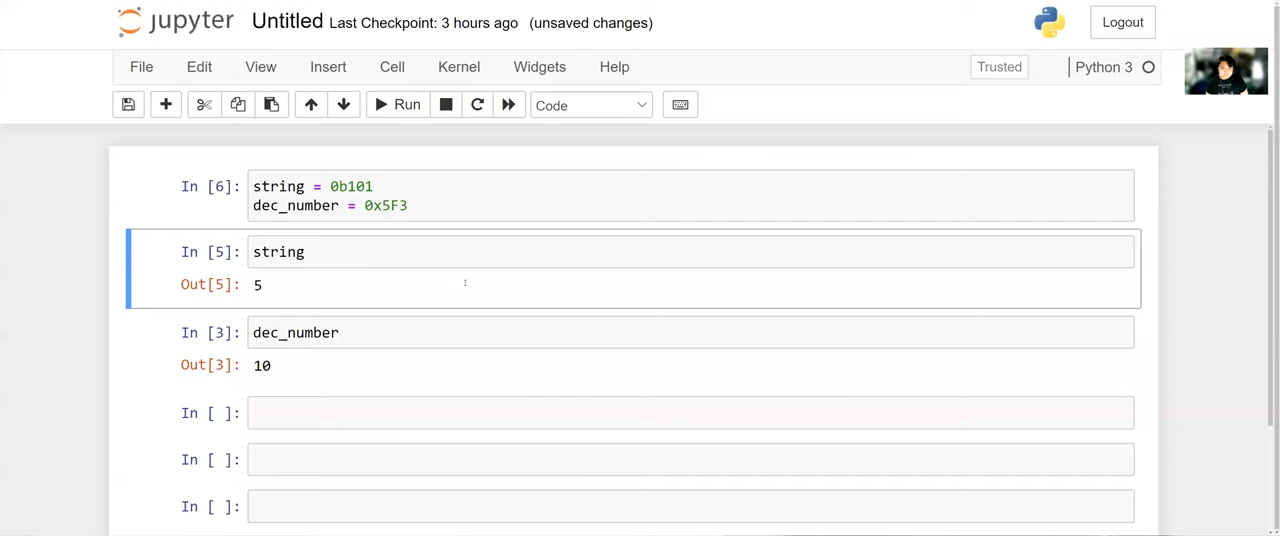 jupyter Untitled Last Checkpoint: 3 hours ago (unsaved changes) Logout
File Edit View Insert Cell Kernel Widgets Help Trusted Python 3
Run Code
In [6]: string = 0b101
dec_number = 0x5F3
In [5]: string
Out[5]: 5
In [3]: dec_number
Out[3]: 10
In [ ]:
In [ ]:
In [ ]: